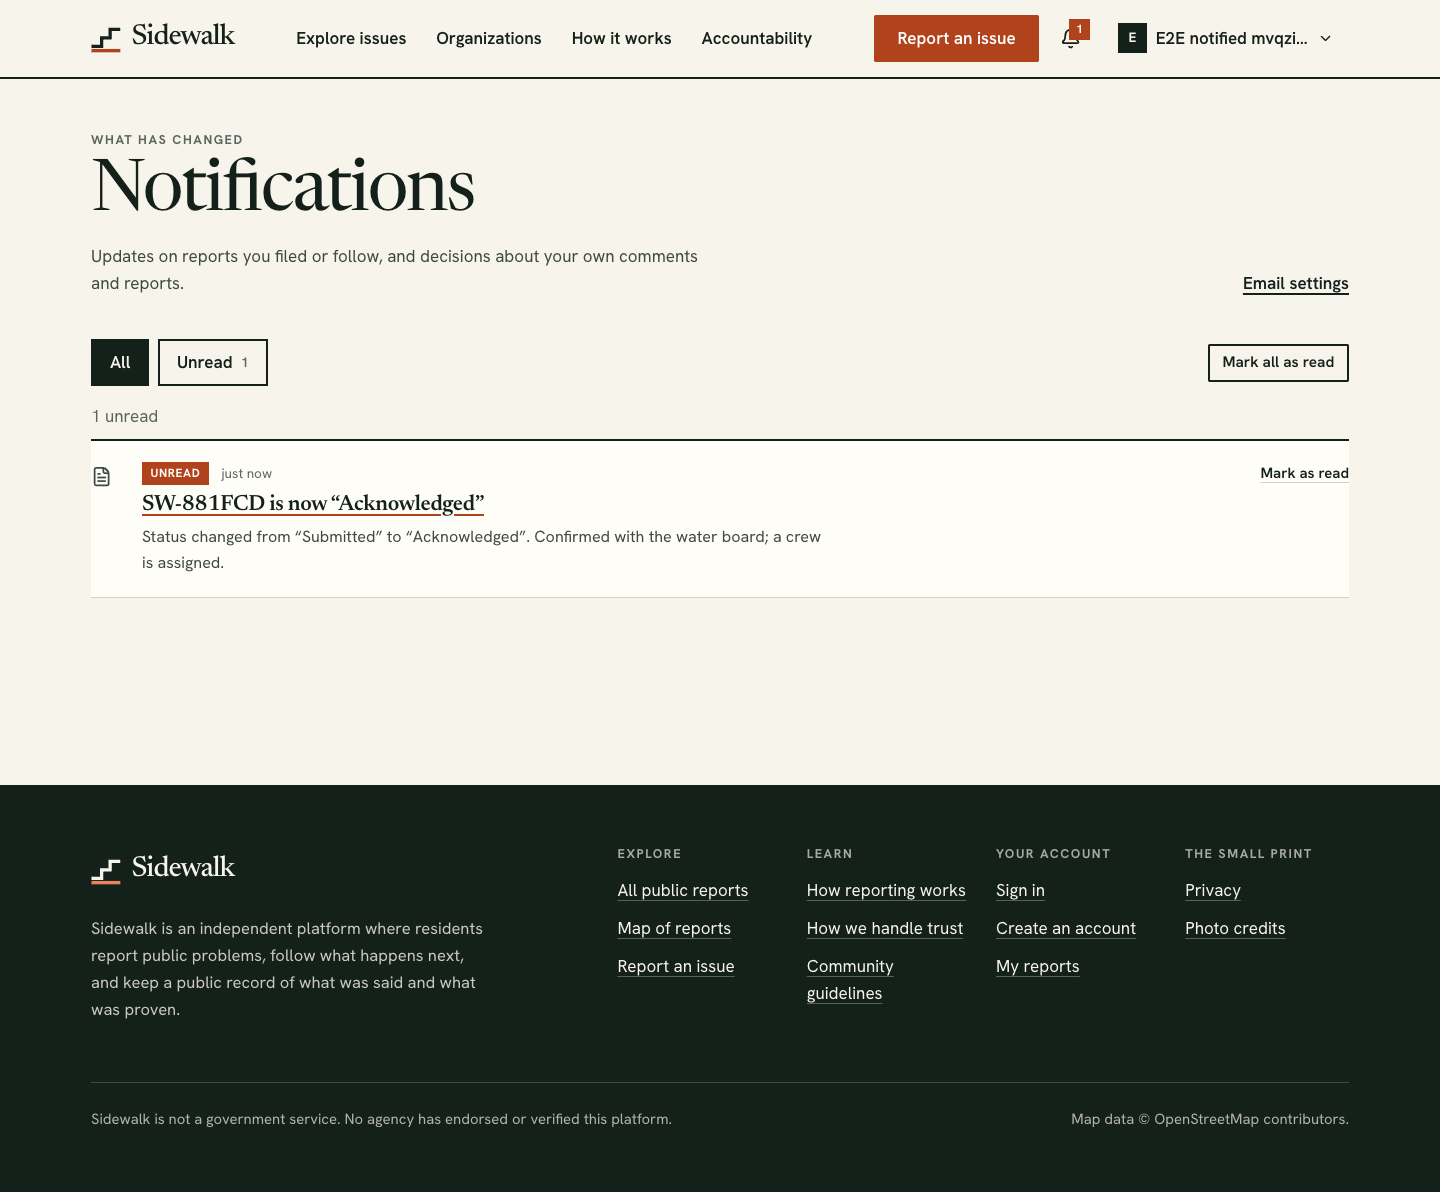 Sidewalk
Explore issues
Organizations
How it works
Accountability
Report an issue
1
E
E2E notified mvqzi...
WHAT HAS CHANGED
Notifications
Updates on reports you filed or follow, and decisions about your own comments
and reports.
Email settings
All
Unread 1
Mark all as read
1 unread
UNREAD
just now
Mark as read
SW-881FCD is now “Acknowledged”
Status changed from “Submitted” to “Acknowledged”. Confirmed with the water board; a crew
is assigned.
Sidewalk
Sidewalk is an independent platform where residents
report public problems, follow what happens next,
and keep a public record of what was said and what
was proven.
EXPLORE
All public reports
Map of reports
Report an issue
LEARN
How reporting works
How we handle trust
Community
guidelines
YOUR ACCOUNT
Sign in
Create an account
My reports
THE SMALL PRINT
Privacy
Photo credits
Sidewalk is not a government service. No agency has endorsed or verified this platform.
Map data © OpenStreetMap contributors.